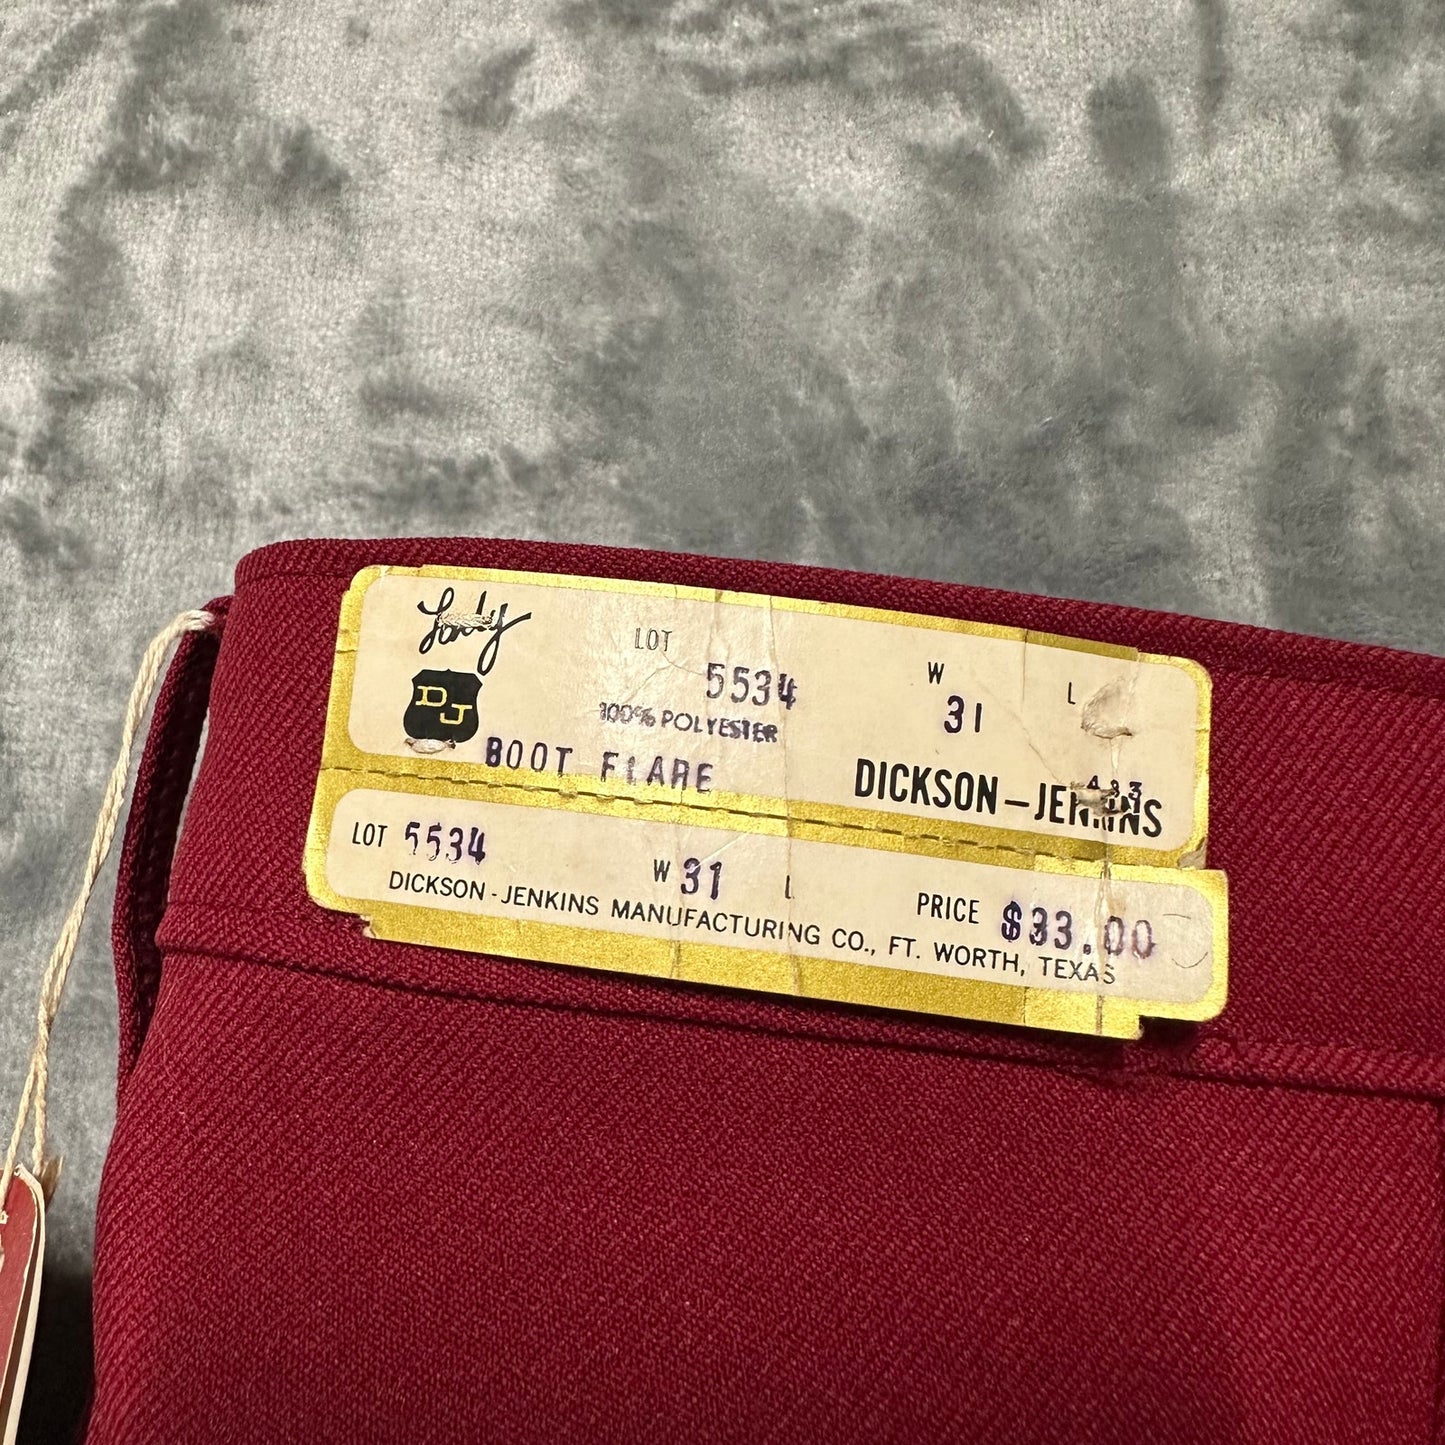 Lady
DJ
LOT 5534 W 31 L
100% POLYESTER
BOOT FLARE
483
DICKSON-JENKINS
LOT 5534 W 31 L PRICE $33.00
DICKSON-JENKINS MANUFACTURING CO., FT. WORTH, TEXAS